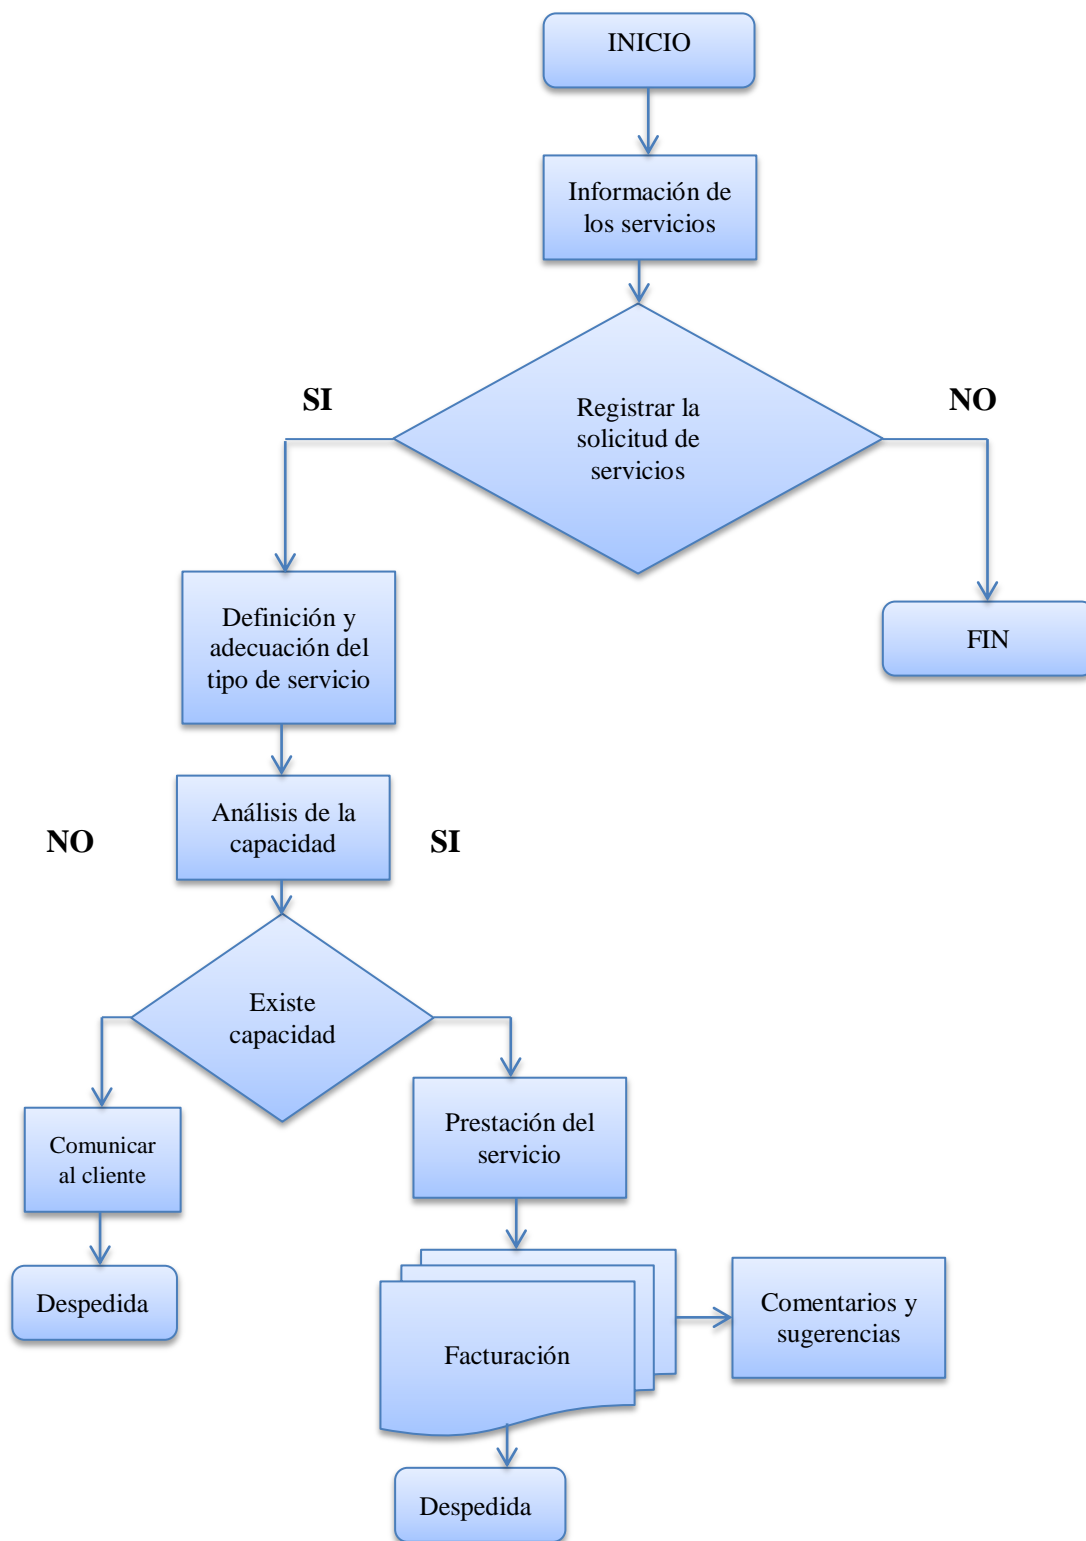 INICIO
Información de
los servicios
SI
NO
Registrar la
solicitud de
servicios
Definición y
adecuación del
tipo de servicio
FIN
Análisis de la
capacidad
NO
SI
Existe
capacidad
Comunicar
al cliente
Prestación del
servicio
Despedida
Facturación
Comentarios y
sugerencias
Despedida